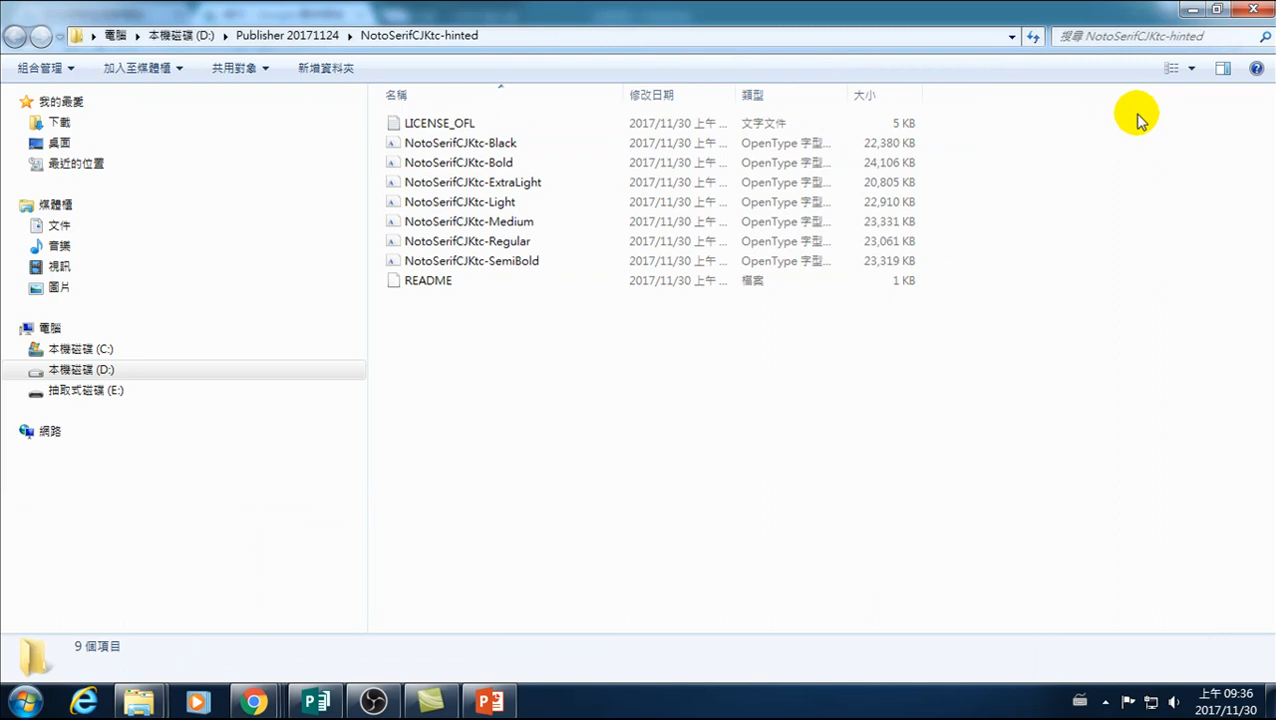 電腦 本機磁碟 (D:) Publisher 20171124 NotoSerifCJKtc-hinted 搜尋 NotoSerifCJKtc-hinted
組合管理 加入至媒體櫃 共用對象 新增資料夾
我的最愛
下載
桌面
最近的位置
媒體櫃
文件
音樂
視訊
圖片
電腦
本機磁碟 (C:)
本機磁碟 (D:)
抽取式磁碟 (E:)
網路
名稱 修改日期 類型 大小
LICENSE_OFL 2017/11/30 上午 ... 文字文件 5 KB
NotoSerifCJKtc-Black 2017/11/30 上午 ... OpenType 字型... 22,380 KB
NotoSerifCJKtc-Bold 2017/11/30 上午 ... OpenType 字型... 24,106 KB
NotoSerifCJKtc-ExtraLight 2017/11/30 上午 ... OpenType 字型... 20,805 KB
NotoSerifCJKtc-Light 2017/11/30 上午 ... OpenType 字型... 22,910 KB
NotoSerifCJKtc-Medium 2017/11/30 上午 ... OpenType 字型... 23,331 KB
NotoSerifCJKtc-Regular 2017/11/30 上午 ... OpenType 字型... 23,061 KB
NotoSerifCJKtc-SemiBold 2017/11/30 上午 ... OpenType 字型... 23,319 KB
README 2017/11/30 上午 ... 檔案 1 KB
9 個項目
上午 09:36
2017/11/30